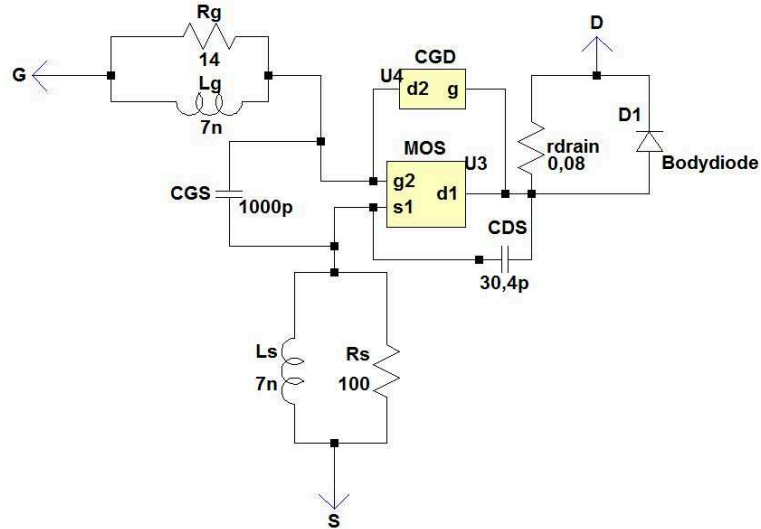 Rg
14
G
Lg
7n
CGD
U4
d2 g
D
D1
rdrain
0,08
Bodydiode
MOS
U3
g2
d1
s1
CGS
1000p
CDS
30,4p
Ls
7n
Rs
100
S